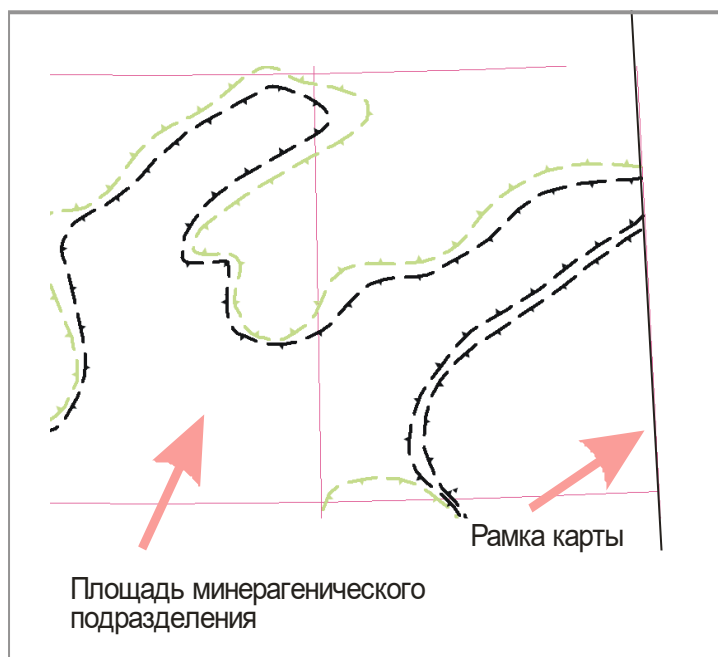 Рамка карты
Площадь минерагенического
подразделения